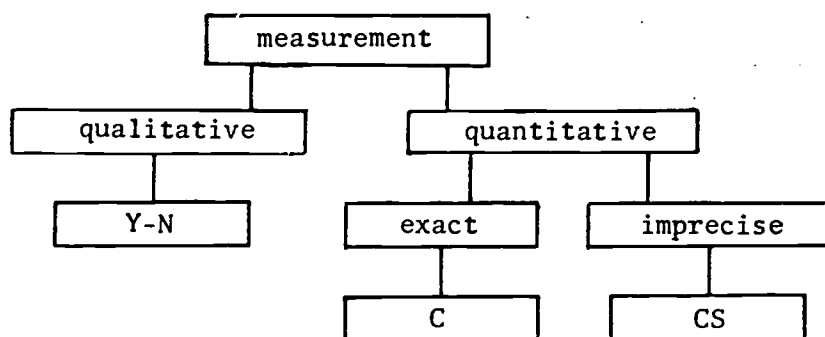 measurement
qualitative
quantitative
Y-N
exact
imprecise
C
CS